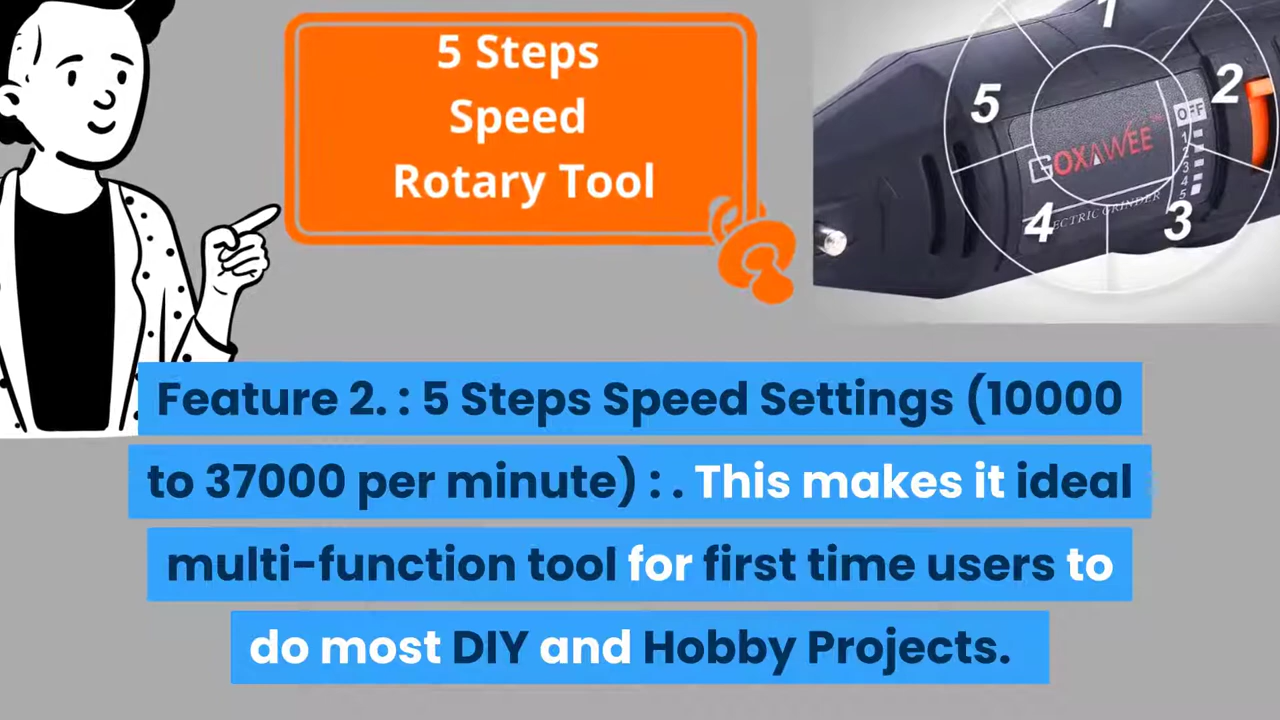 5 Steps
Speed
Rotary Tool
1
2
3
4
5
OFF
1
2
3
4
5
GOXAWEE
ECTRIC GRINDER
Feature 2. : 5 Steps Speed Settings (10000
to 37000 per minute) : . This makes it ideal
multi-function tool for first time users to
do most DIY and Hobby Projects.